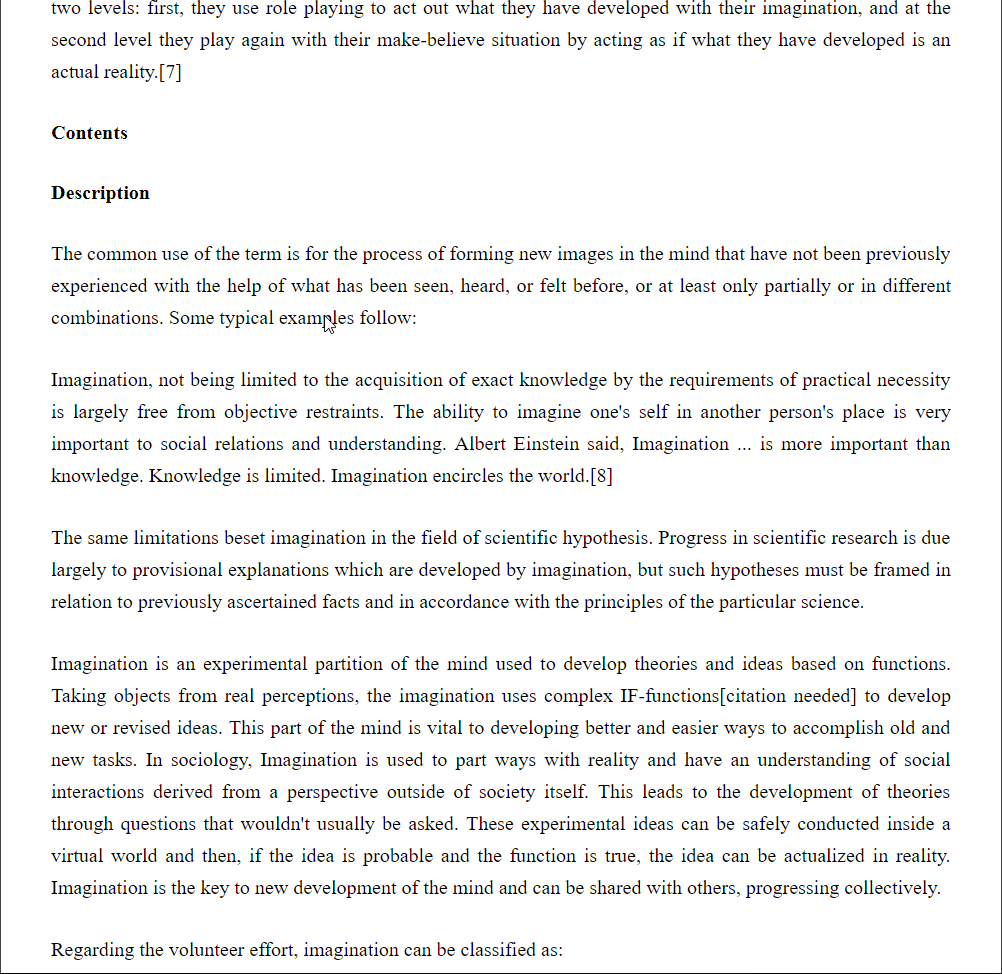 two levels: first, they use role playing to act out what they have developed with their imagination, and at the
second level they play again with their make-believe situation by acting as if what they have developed is an
actual reality.[7]
Contents
Description
The common use of the term is for the process of forming new images in the mind that have not been previously
experienced with the help of what has been seen, heard, or felt before, or at least only partially or in different
combinations. Some typical examples follow:
Imagination, not being limited to the acquisition of exact knowledge by the requirements of practical necessity
is largely free from objective restraints. The ability to imagine one's self in another person's place is very
important to social relations and understanding. Albert Einstein said, Imagination ... is more important than
knowledge. Knowledge is limited. Imagination encircles the world.[8]
The same limitations beset imagination in the field of scientific hypothesis. Progress in scientific research is due
largely to provisional explanations which are developed by imagination, but such hypotheses must be framed in
relation to previously ascertained facts and in accordance with the principles of the particular science.
Imagination is an experimental partition of the mind used to develop theories and ideas based on functions.
Taking objects from real perceptions, the imagination uses complex IF-functions[citation needed] to develop
new or revised ideas. This part of the mind is vital to developing better and easier ways to accomplish old and
new tasks. In sociology, Imagination is used to part ways with reality and have an understanding of social
interactions derived from a perspective outside of society itself. This leads to the development of theories
through questions that wouldn't usually be asked. These experimental ideas can be safely conducted inside a
virtual world and then, if the idea is probable and the function is true, the idea can be actualized in reality.
Imagination is the key to new development of the mind and can be shared with others, progressing collectively.
Regarding the volunteer effort, imagination can be classified as: